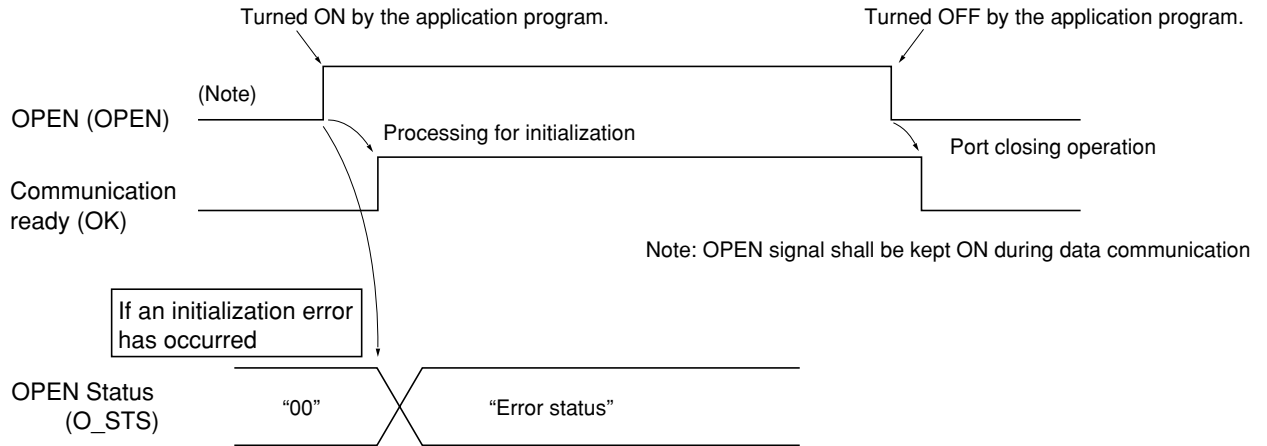 Turned ON by the application program.
Turned OFF by the application program.
(Note)
OPEN (OPEN)
Processing for initialization
Port closing operation
Communication
ready (OK)
Note: OPEN signal shall be kept ON during data communication
If an initialization error
has occurred
OPEN Status
(O_STS)
“00”
“Error status”